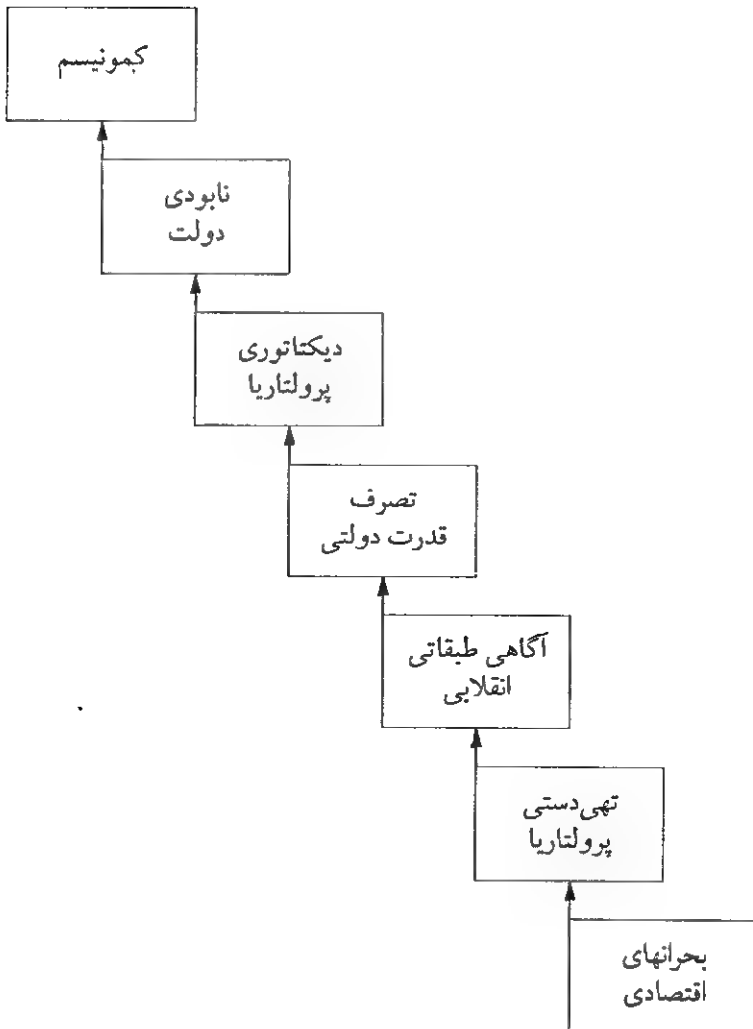 کمونیسم
نابودی
دولت
دیکتاتوری
پرولتاریا
تصرف
قدرت دولتی
آگاهی طبقاتی
انقلابی
تهی‌دستی
پرولتاریا
بحرانهای
اقتصادی